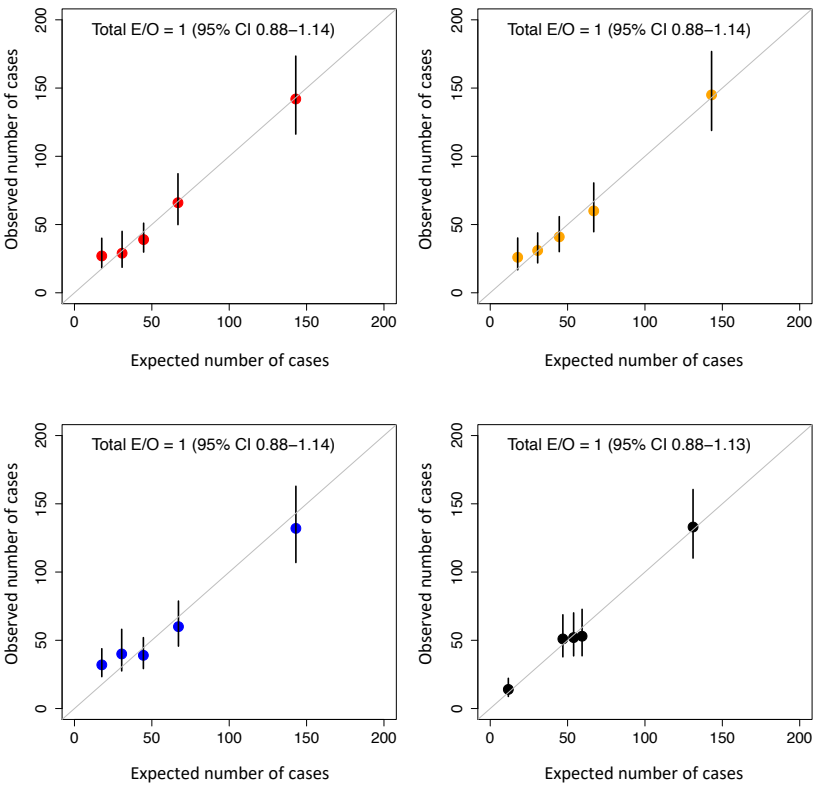 Total E/O = 1 (95% CI 0.88–1.14)
Observed number of cases
200
150
100
50
0
0 50 100 150 200
Expected number of cases
Total E/O = 1 (95% CI 0.88–1.14)
Observed number of cases
200
150
100
50
0
0 50 100 150 200
Expected number of cases
Total E/O = 1 (95% CI 0.88–1.14)
Observed number of cases
200
150
100
50
0
0 50 100 150 200
Expected number of cases
Total E/O = 1 (95% CI 0.88–1.13)
Observed number of cases
200
150
100
50
0
0 50 100 150 200
Expected number of cases